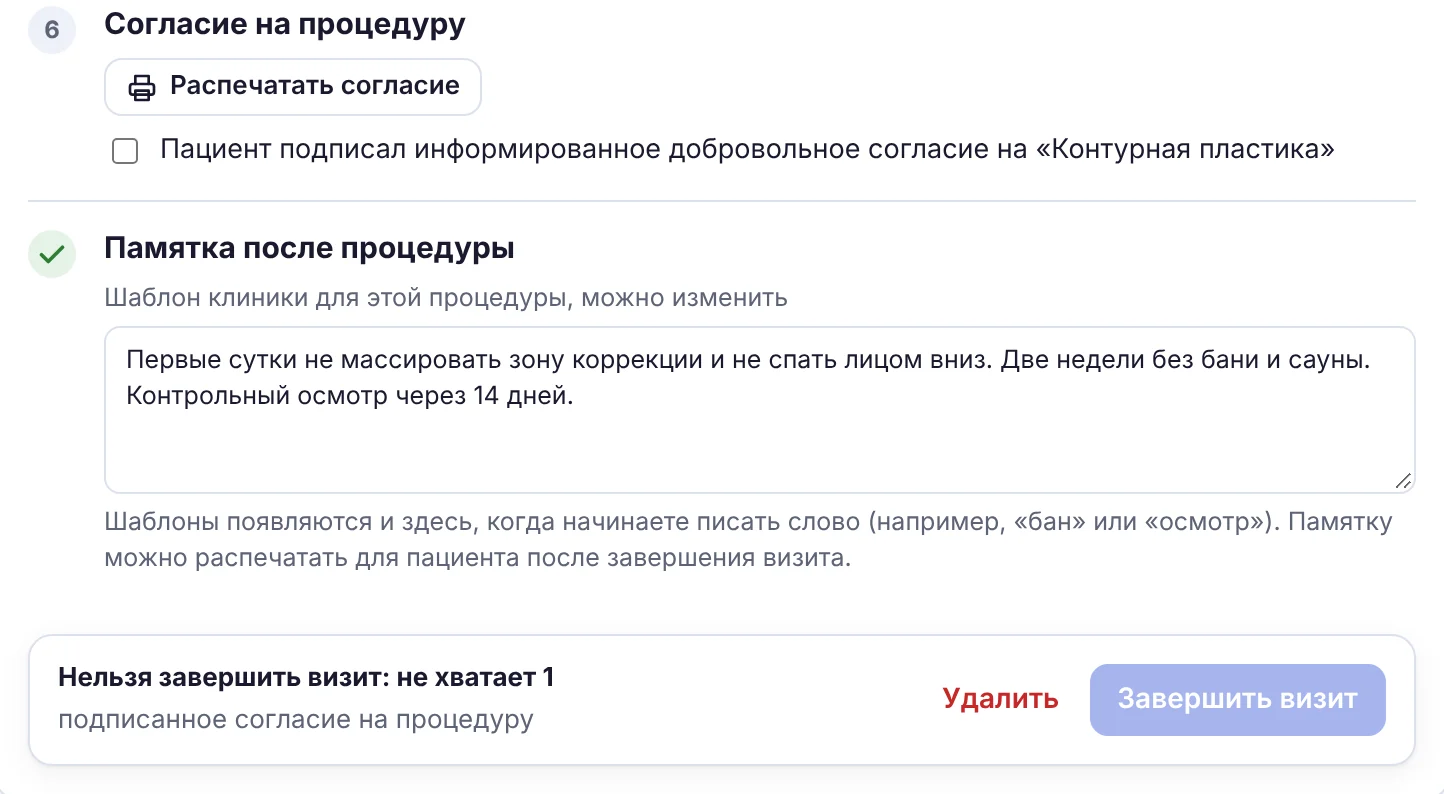 6
Согласие на процедуру
Распечатать согласие
Пациент подписал информированное добровольное согласие на «Контурная пластика»
Памятка после процедуры
Шаблон клиники для этой процедуры, можно изменить
Первые сутки не массировать зону коррекции и не спать лицом вниз. Две недели без бани и сауны.
Контрольный осмотр через 14 дней.
Шаблоны появляются и здесь, когда начинаете писать слово (например, «бан» или «осмотр»). Памятку
можно распечатать для пациента после завершения визита.
Нельзя завершить визит: не хватает 1
подписанное согласие на процедуру
Удалить
Завершить визит